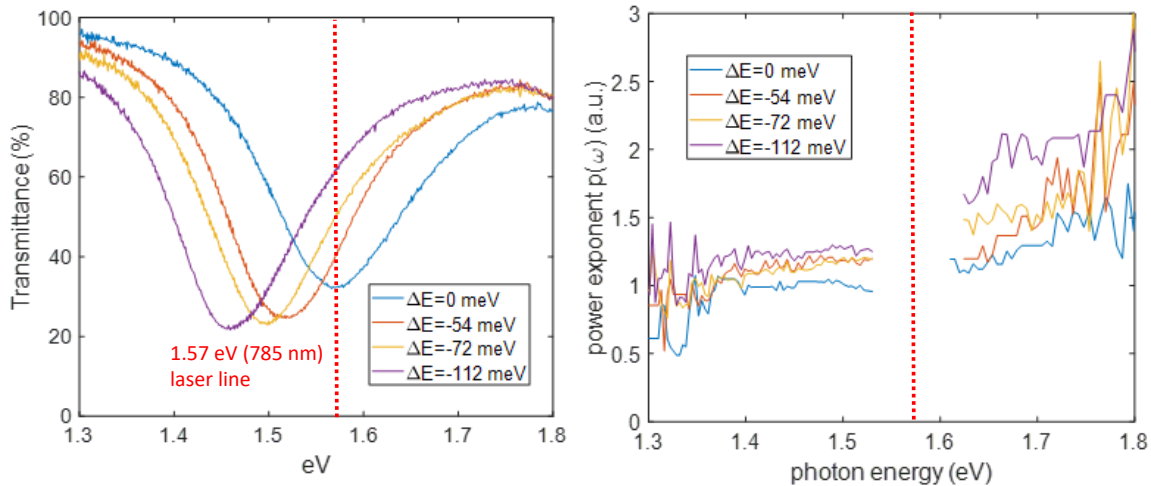 100
80
60
40
20
0
Transmittance (%)
1.3
1.4
1.5
1.6
1.7
1.8
eV
1.57 eV (785 nm)
laser line
ΔE=0 meV
ΔE=-54 meV
ΔE=-72 meV
ΔE=-112 meV
3
2.5
2
1.5
1
0.5
0
power exponent p(ω) (a.u.)
ΔE=0 meV
ΔE=-54 meV
ΔE=-72 meV
ΔE=-112 meV
1.3
1.4
1.5
1.6
1.7
1.8
photon energy (eV)